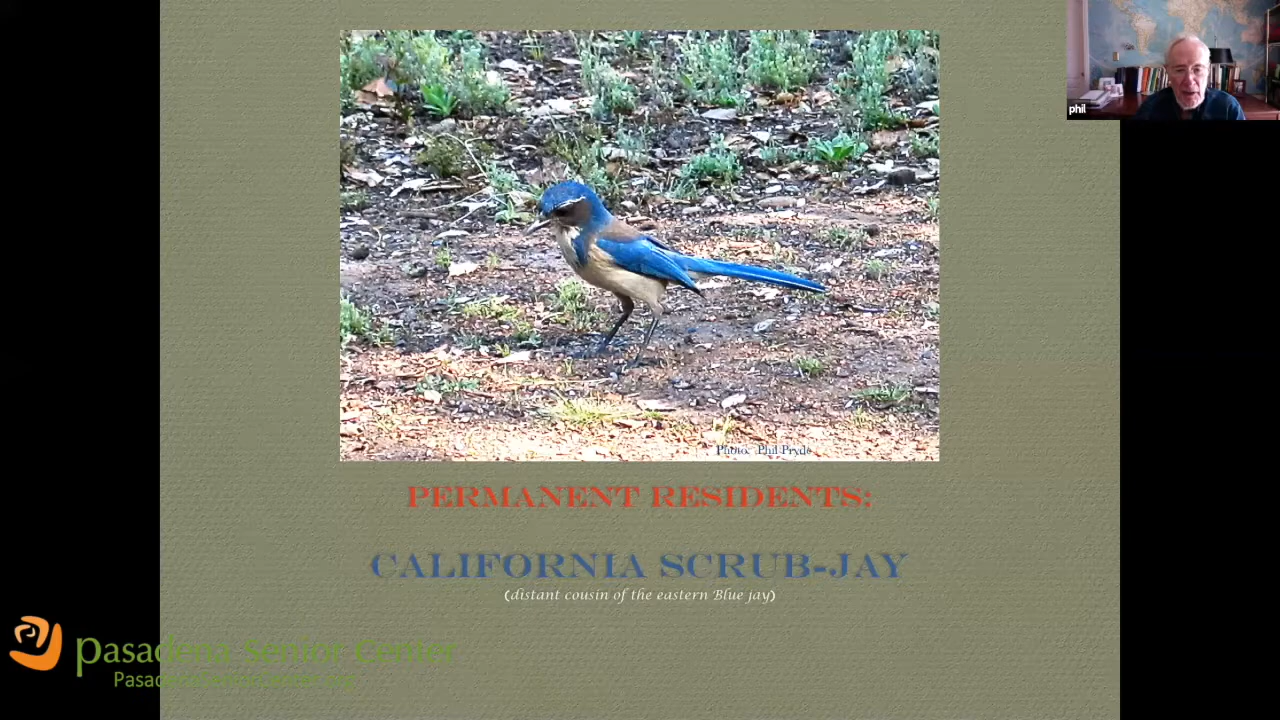 phil
Photo: Phil Pryde
PERMANENT RESIDENTS:
CALIFORNIA SCRUB-JAY
(distant cousin of the eastern Blue jay)
Pasadena Senior Center
PasadenaSeniorCenter.org